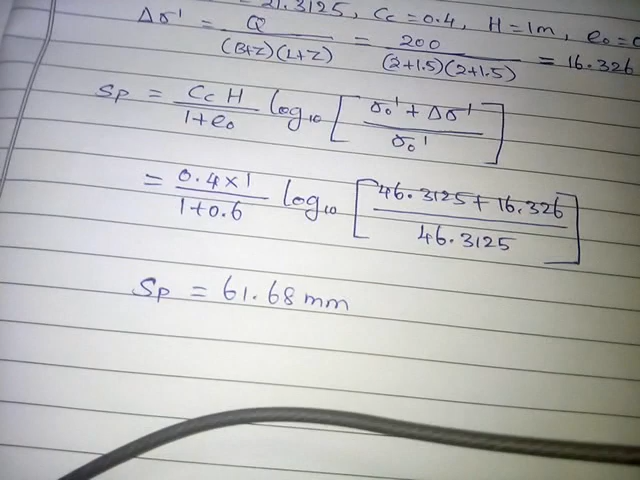 = 21.3125, Cc = 0.4, H = 1m, e₀ = 0
Δσ' = Q / (B+Z)(L+Z) = 200 / (2+1.5)(2+1.5) = 16.326
Sp = Cc H / 1+e₀ log₁₀ [σ₀' + Δσ' / σ₀']
= 0.4×1 / 1+0.6 log₁₀ [46.3125 + 16.326 / 46.3125]
Sp = 61.68 mm